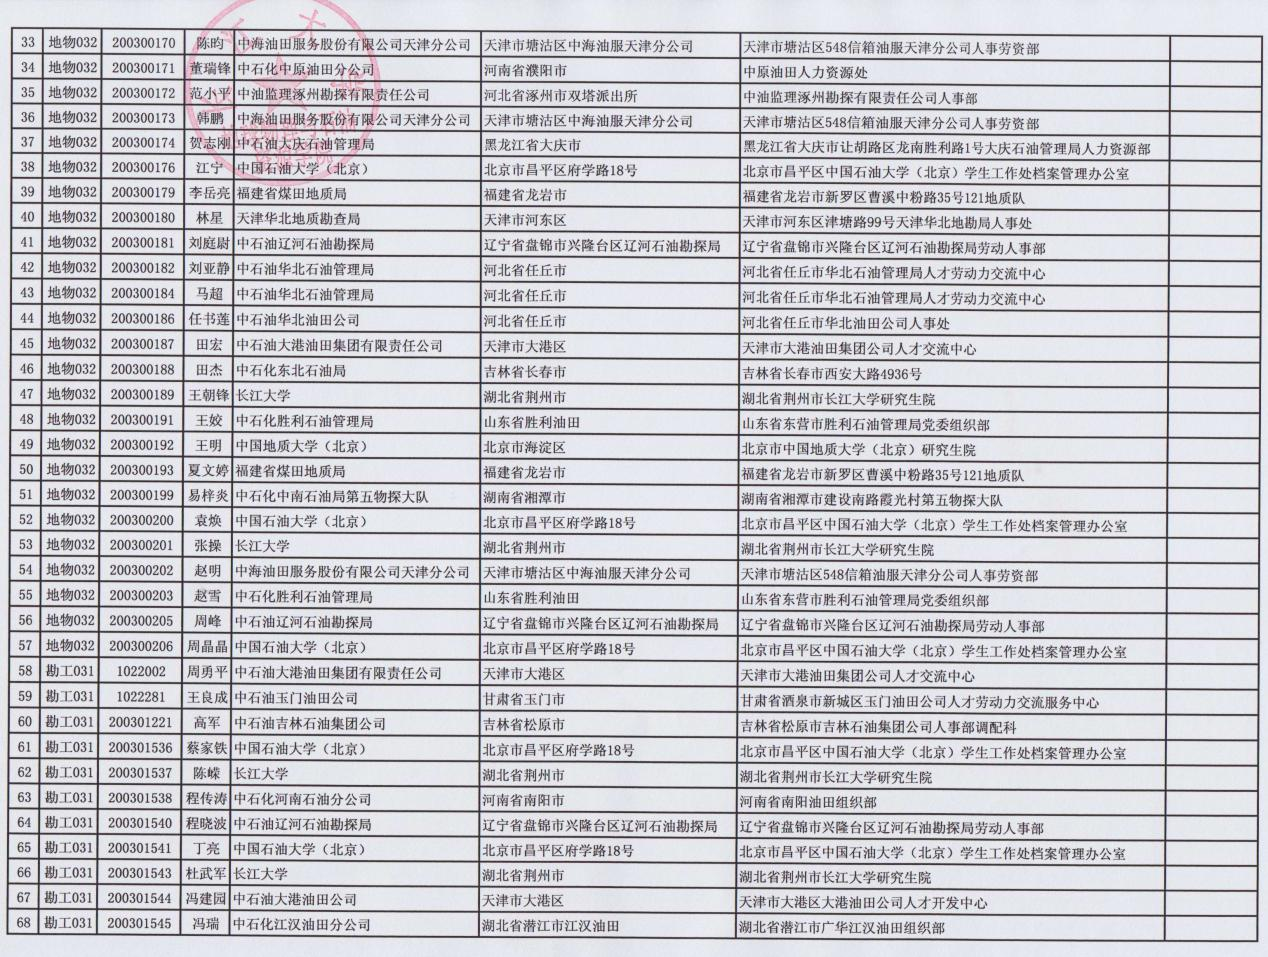 33 地物032 200300170 陈昀 中海油田服务股份有限公司天津分公司 天津市塘沽区中海油服天津分公司 天津市塘沽区548信箱油服天津分公司人事劳资部
34 地物032 200300171 董瑞锋 中石化中原油田分公司 河南省濮阳市 中原油田人力资源处
35 地物032 200300172 范小平 中油监理涿州勘探有限责任公司 河北省涿州市双塔派出所 中油监理涿州勘探有限责任公司人事部
36 地物032 200300173 韩鹏 中海油田服务股份有限公司天津分公司 天津市塘沽区中海油服天津分公司 天津市塘沽区548信箱油服天津分公司人事劳资部
37 地物032 200300174 贺志刚 中石油大庆石油管理局 黑龙江省大庆市 黑龙江省大庆市让胡路区龙南胜利路1号大庆石油管理局人力资源部
38 地物032 200300176 江宁 中国石油大学（北京） 北京市昌平区府学路18号 北京市昌平区中国石油大学（北京）学生工作处档案管理办公室
39 地物032 200300179 李岳亮 福建省煤田地质局 福建省龙岩市 福建省龙岩市新罗区曹溪中粉路35号121地质队
40 地物032 200300180 林星 天津华北地质勘查局 天津市河东区 天津市河东区津塘路99号天津华北地勘局人事处
41 地物032 200300181 刘庭尉 中石油辽河石油勘探局 辽宁省盘锦市兴隆台区辽河石油勘探局 辽宁省盘锦市兴隆台区辽河石油勘探局劳动人事部
42 地物032 200300182 刘亚静 中石油华北石油管理局 河北省任丘市 河北省任丘市华北石油管理局人才劳动力交流中心
43 地物032 200300184 马超 中石油华北石油管理局 河北省任丘市 河北省任丘市华北石油管理局人才劳动力交流中心
44 地物032 200300186 任书莲 中石油华北油田公司 河北省任丘市 河北省任丘市华北油田公司人事处
45 地物032 200300187 田宏 中石油大港油田集团有限责任公司 天津市大港区 天津市大港油田集团公司人才交流中心
46 地物032 200300188 田杰 中石化东北石油局 吉林省长春市 吉林省长春市西安大路4936号
47 地物032 200300189 王朝锋 长江大学 湖北省荆州市 湖北省荆州市长江大学研究生院
48 地物032 200300191 王姣 中石化胜利石油管理局 山东省胜利油田 山东省东营市胜利石油管理局党委组织部
49 地物032 200300192 王明 中国地质大学（北京） 北京市海淀区 北京市中国地质大学（北京）研究生院
50 地物032 200300193 夏文婷 福建省煤田地质局 福建省龙岩市 福建省龙岩市新罗区曹溪中粉路35号121地质队
51 地物032 200300199 易梓炎 中石化中南石油局第五物探大队 湖南省湘潭市 湖南省湘潭市建设南路霞光村第五物探大队
52 地物032 200300200 袁焕 中国石油大学（北京） 北京市昌平区府学路18号 北京市昌平区中国石油大学（北京）学生工作处档案管理办公室
53 地物032 200300201 张操 长江大学 湖北省荆州市 湖北省荆州市长江大学研究生院
54 地物032 200300202 赵明 中海油田服务股份有限公司天津分公司 天津市塘沽区中海油服天津分公司 天津市塘沽区548信箱油服天津分公司人事劳资部
55 地物032 200300203 赵雪 中石化胜利石油管理局 山东省胜利油田 山东省东营市胜利石油管理局党委组织部
56 地物032 200300205 周峰 中石油辽河石油勘探局 辽宁省盘锦市兴隆台区辽河石油勘探局 辽宁省盘锦市兴隆台区辽河石油勘探局劳动人事部
57 地物032 200300206 周晶晶 中国石油大学（北京） 北京市昌平区府学路18号 北京市昌平区中国石油大学（北京）学生工作处档案管理办公室
58 勘工031 1022002 周勇平 中石油大港油田集团有限责任公司 天津市大港区 天津市大港油田集团公司人才交流中心
59 勘工031 1022281 王良成 中石油玉门油田公司 甘肃省玉门市 甘肃省酒泉市新城区玉门油田公司人才劳动力交流服务中心
60 勘工031 200301221 高军 中石油吉林石油集团公司 吉林省松原市 吉林省松原市吉林石油集团公司人事部调配科
61 勘工031 200301536 蔡家铁 中国石油大学（北京） 北京市昌平区府学路18号 北京市昌平区中国石油大学（北京）学生工作处档案管理办公室
62 勘工031 200301537 陈嵘 长江大学 湖北省荆州市 湖北省荆州市长江大学研究生院
63 勘工031 200301538 程传涛 中石化河南石油分公司 河南省南阳市 河南省南阳油田组织部
64 勘工031 200301540 程晓波 中石油辽河石油勘探局 辽宁省盘锦市兴隆台区辽河石油勘探局 辽宁省盘锦市兴隆台区辽河石油勘探局劳动人事部
65 勘工031 200301541 丁亮 中国石油大学（北京） 北京市昌平区府学路18号 北京市昌平区中国石油大学（北京）学生工作处档案管理办公室
66 勘工031 200301543 杜武军 长江大学 湖北省荆州市 湖北省荆州市长江大学研究生院
67 勘工031 200301544 冯建园 中石油大港油田公司 天津市大港区 天津市大港区大港油田公司人才开发中心
68 勘工031 200301545 冯瑞 中石化江汉油田分公司 湖北省潜江市江汉油田 湖北省潜江市广华江汉油田组织部